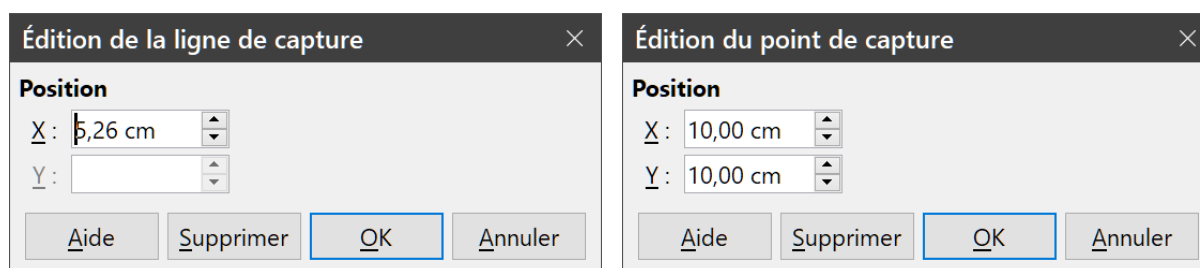 Édition de la ligne de capture
Position
X : 5,26 cm
Y :
Aide Supprimer OK Annuler
Édition du point de capture
Position
X : 10,00 cm
Y : 10,00 cm
Aide Supprimer OK Annuler